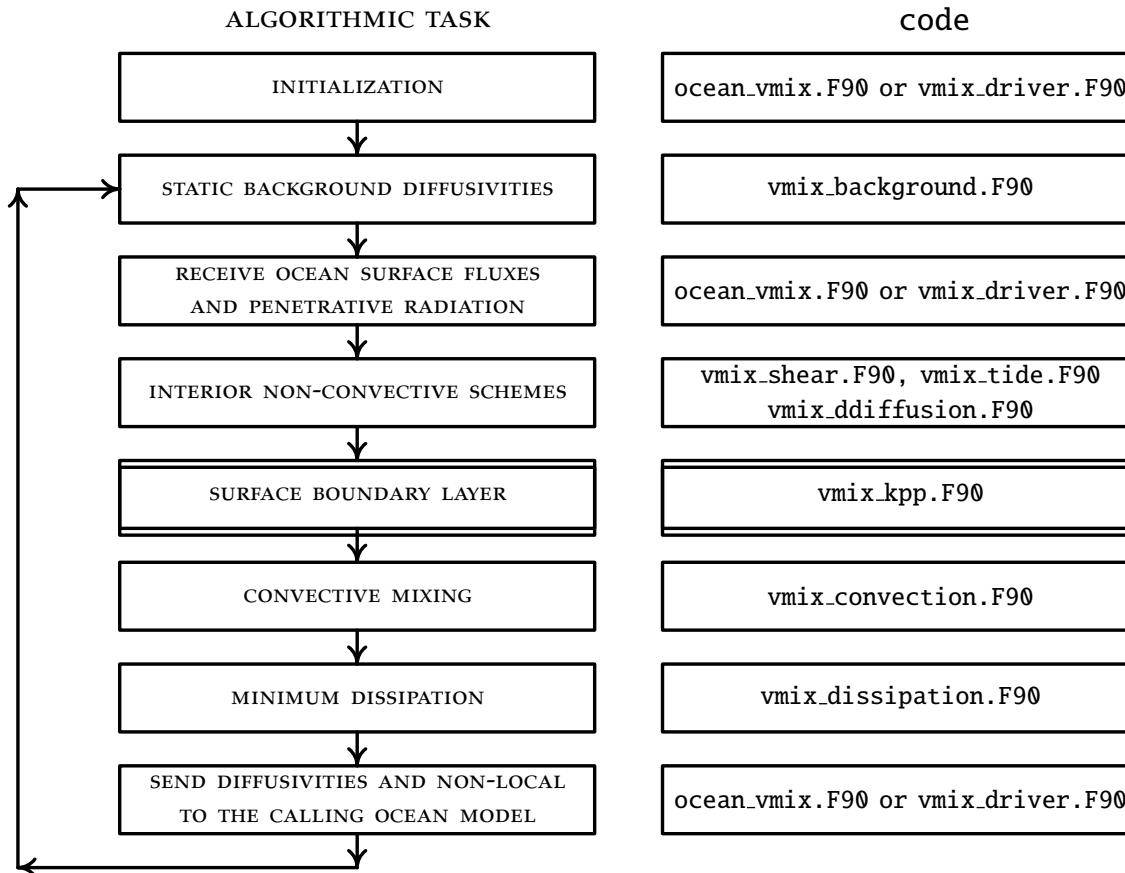 ALGORITHMIC TASK
code
INITIALIZATION
ocean_vmix.F90 or vmix_driver.F90
STATIC BACKGROUND DIFFUSIVITIES
vmix_background.F90
RECEIVE OCEAN SURFACE FLUXES
AND PENETRATIVE RADIATION
ocean_vmix.F90 or vmix_driver.F90
INTERIOR NON-CONVECTIVE SCHEMES
vmix_shear.F90, vmix_tide.F90
vmix_ddiffusion.F90
SURFACE BOUNDARY LAYER
vmix_kpp.F90
CONVECTIVE MIXING
vmix_convection.F90
MINIMUM DISSIPATION
vmix_dissipation.F90
SEND DIFFUSIVITIES AND NON-LOCAL
TO THE CALLING OCEAN MODEL
ocean_vmix.F90 or vmix_driver.F90